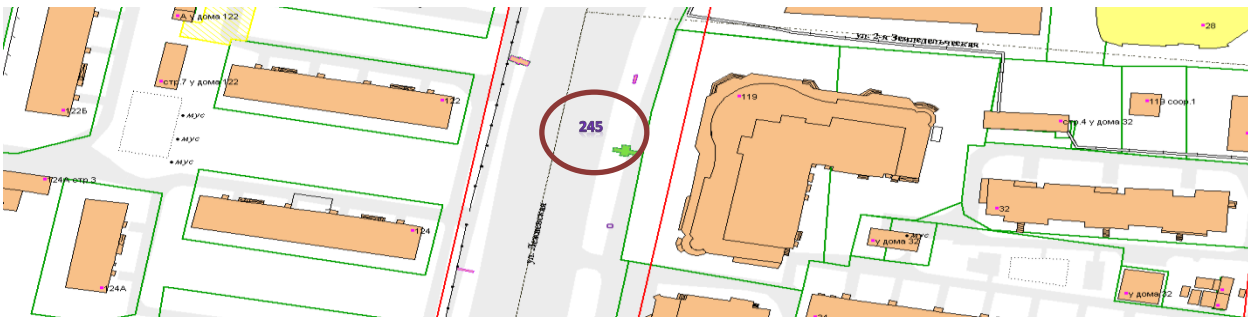 А у дома 122
28
ул. 2-я Земледельческая
стр.7 у дома 122
122
119
119 соор.1
122Б
мус
245
стр.4 у дома 32
мус
мус
124А стр.3
32
ул. Лежневская
124
у дома 32
мус
124А
у дома 32